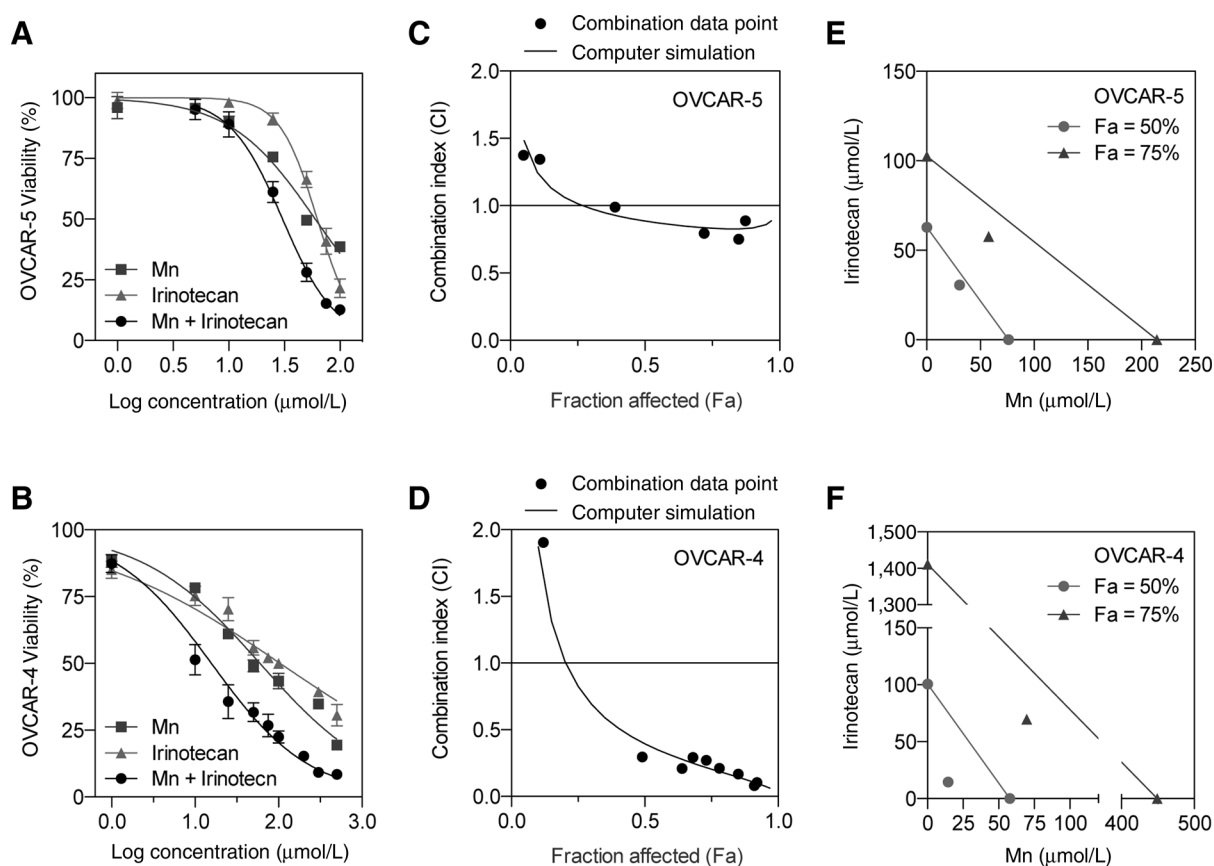 A
OVCAR-5 Viability (%)
100
75
50
25
0
Mn
Irinotecan
Mn + Irinotecan
0.0 0.5 1.0 1.5 2.0
Log concentration (μmol/L)
C
Combination data point
Computer simulation
OVCAR-5
Combination index (CI)
2.0
1.5
1.0
0.5
0.0
0.0 0.5 1.0
Fraction affected (Fa)
E
OVCAR-5
Fa = 50%
Fa = 75%
Irinotecan (μmol/L)
150
100
50
0
0 50 100 150 200 250
Mn (μmol/L)
B
OVCAR-4 Viability (%)
100
75
50
25
0
Mn
Irinotecan
Mn + Irinotecn
0.0 1.0 2.0 3.0
Log concentration (μmol/L)
D
Combination data point
Computer simulation
OVCAR-4
Combination index (CI)
2.0
1.5
1.0
0.5
0.0
0.0 0.5 1.0
Fraction affected (Fa)
F
OVCAR-4
Fa = 50%
Fa = 75%
Irinotecan (μmol/L)
1,500
1,400
1,300
150
100
50
0
0 25 50 75 100 400 500
Mn (μmol/L)